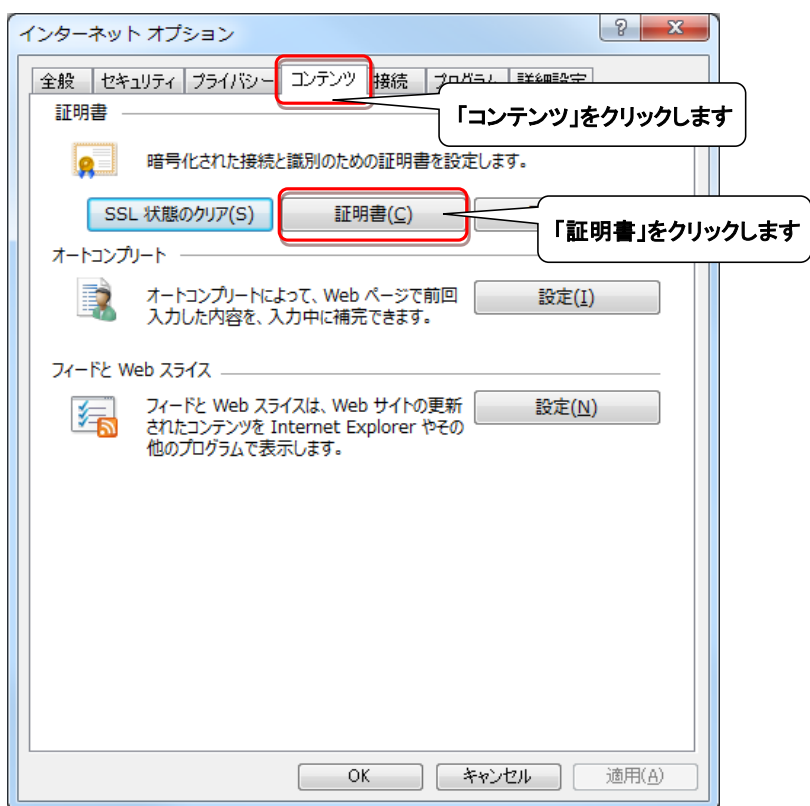 インターネット オプション
全般 セキュリティ プライバシー コンテンツ 接続 プログラム 詳細設定
「コンテンツ」をクリックします
証明書
暗号化された接続と識別のための証明書を設定します。
SSL 状態のクリア(S) 証明書(C)
「証明書」をクリックします
オートコンプリート
オートコンプリートによって、Web ページで前回
入力した内容を、入力中に補完できます。
設定(I)
フィードと Web スライス
フィードと Web スライスは、Web サイトの更新
されたコンテンツを Internet Explorer やその
他のプログラムで表示します。
設定(N)
OK キャンセル 適用(A)